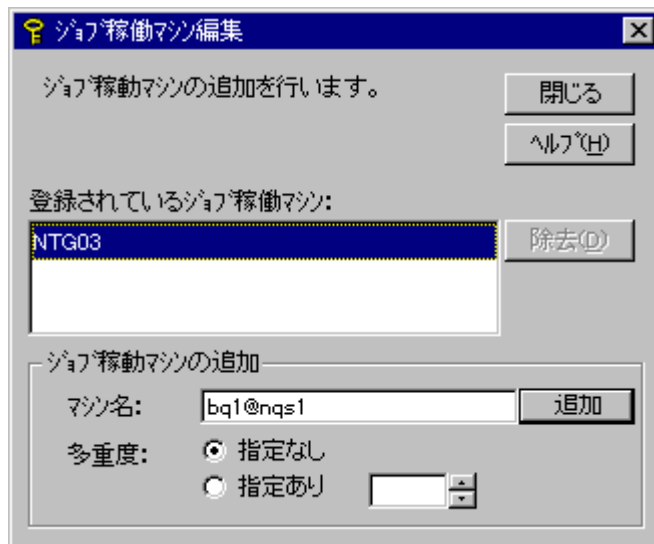 ｼﾞｮﾌﾞ稼働ﾏｼﾝ編集
ｼﾞｮﾌﾞ稼動ﾏｼﾝの追加を行います。
閉じる
ﾍﾙﾌﾟ(H)
登録されているｼﾞｮﾌﾞ稼働ﾏｼﾝ:
NTG03
除去(D)
ｼﾞｮﾌﾞ稼動ﾏｼﾝの追加
ﾏｼﾝ名:
bq1@nqs1
追加
多重度:
指定なし
指定あり